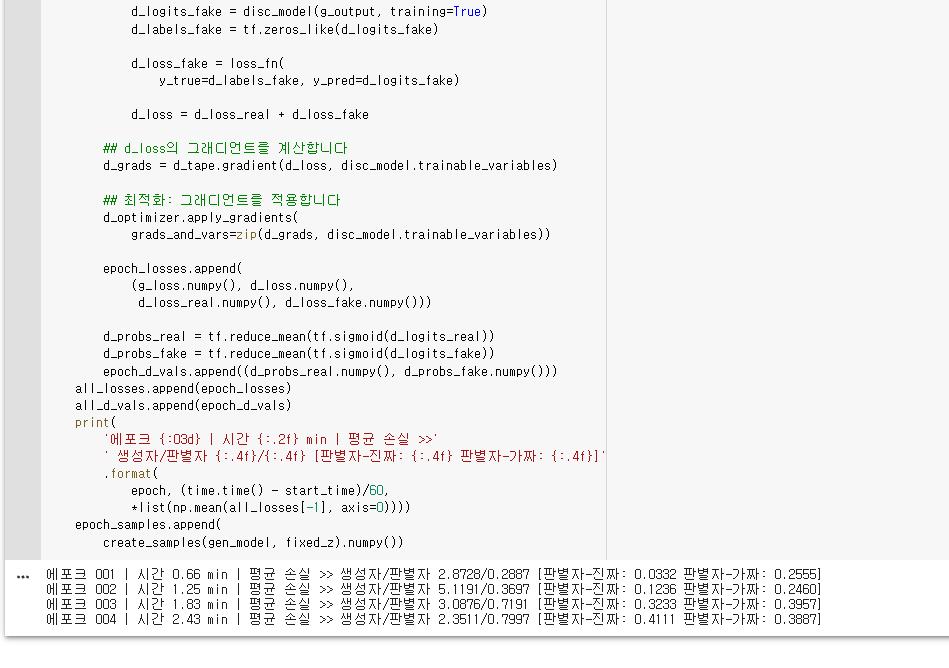 d_logits_fake = disc_model(g_output, training=True)
d_labels_fake = tf.zeros_like(d_logits_fake)
d_loss_fake = loss_fn(
y_true=d_labels_fake, y_pred=d_logits_fake)
d_loss = d_loss_real + d_loss_fake
## d_loss의 그래디언트를 계산합니다
d_grads = d_tape.gradient(d_loss, disc_model.trainable_variables)
## 최적화: 그래디언트를 적용합니다
d_optimizer.apply_gradients(
grads_and_vars=zip(d_grads, disc_model.trainable_variables))
epoch_losses.append(
(g_loss.numpy(), d_loss.numpy(),
d_loss_real.numpy(), d_loss_fake.numpy()))
d_probs_real = tf.reduce_mean(tf.sigmoid(d_logits_real))
d_probs_fake = tf.reduce_mean(tf.sigmoid(d_logits_fake))
epoch_d_vals.append((d_probs_real.numpy(), d_probs_fake.numpy()))
all_losses.append(epoch_losses)
all_d_vals.append(epoch_d_vals)
print(
'에포크 {:03d} | 시간 {:.2f} min | 평균 손실 >>'
' 생성자/판별자 {:.4f}/{:.4f} [판별자-진짜: {:.4f} 판별자-가짜: {:.4f}]'
.format(
epoch, (time.time() - start_time)/60,
*list(np.mean(all_losses[-1], axis=0))))
epoch_samples.append(
create_samples(gen_model, fixed_z).numpy())
에포크 001 | 시간 0.66 min | 평균 손실 >> 생성자/판별자 2.8728/0.2887 [판별자-진짜: 0.0332 판별자-가짜: 0.2555]
에포크 002 | 시간 1.25 min | 평균 손실 >> 생성자/판별자 5.1191/0.3697 [판별자-진짜: 0.1236 판별자-가짜: 0.2460]
에포크 003 | 시간 1.83 min | 평균 손실 >> 생성자/판별자 3.0876/0.7191 [판별자-진짜: 0.3233 판별자-가짜: 0.3957]
에포크 004 | 시간 2.43 min | 평균 손실 >> 생성자/판별자 2.3511/0.7997 [판별자-진짜: 0.4111 판별자-가짜: 0.3887]